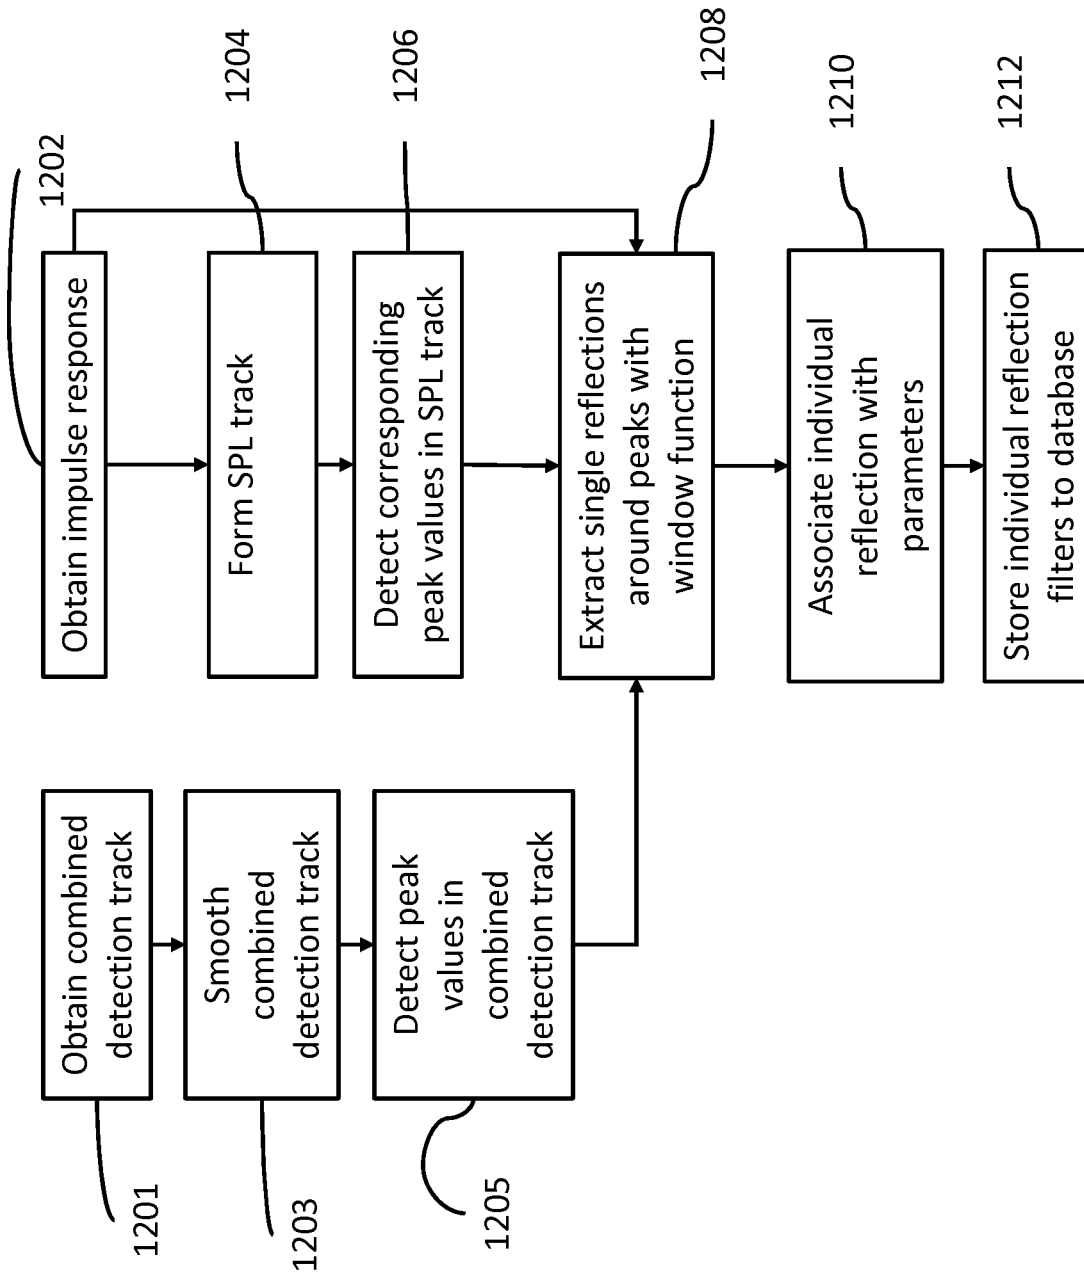 1202
Obtain impulse response
1204
Form SPL track
1206
Detect corresponding
peak values in SPL track
1208
Extract single reflections
around peaks with
window function
1210
Associate individual
reflection with
parameters
1212
Store individual reflection
filters to database
1201
Obtain combined
detection track
1203
Smooth
combined
detection track
1205
Detect peak
values in
combined
detection track